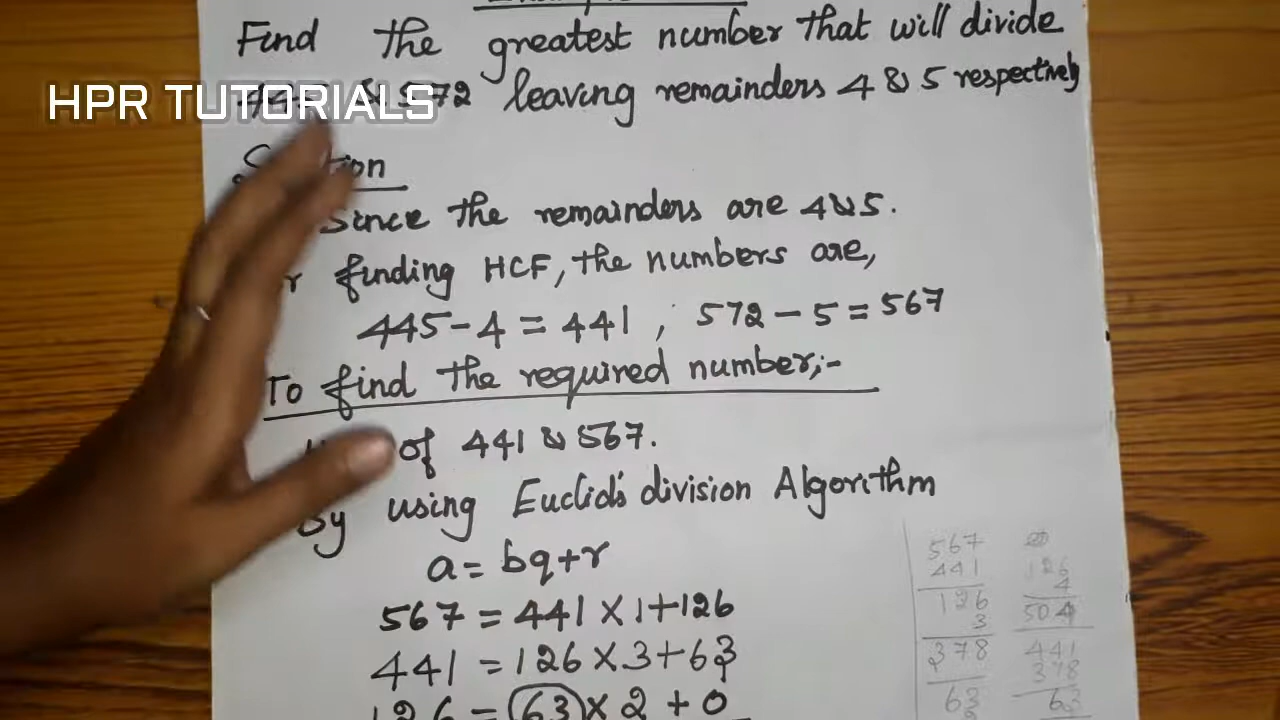 Find the greatest number that will divide
HPR TUTORIALS
& 572 leaving remainders 4 & 5 respectively
Since the remainders are 4 & 5.
finding HCF, the numbers are,
445 - 4 = 441 ; 572 - 5 = 567
To find the required number;-
of 441 & 567.
By using Euclid's division Algorithm
a = bq + r
567 = 441 × 1 + 126
441 = 126 × 3 + 63
126 = 63 × 2 + 0
567
441
126
3
378
63
126
4
504
441
378
63